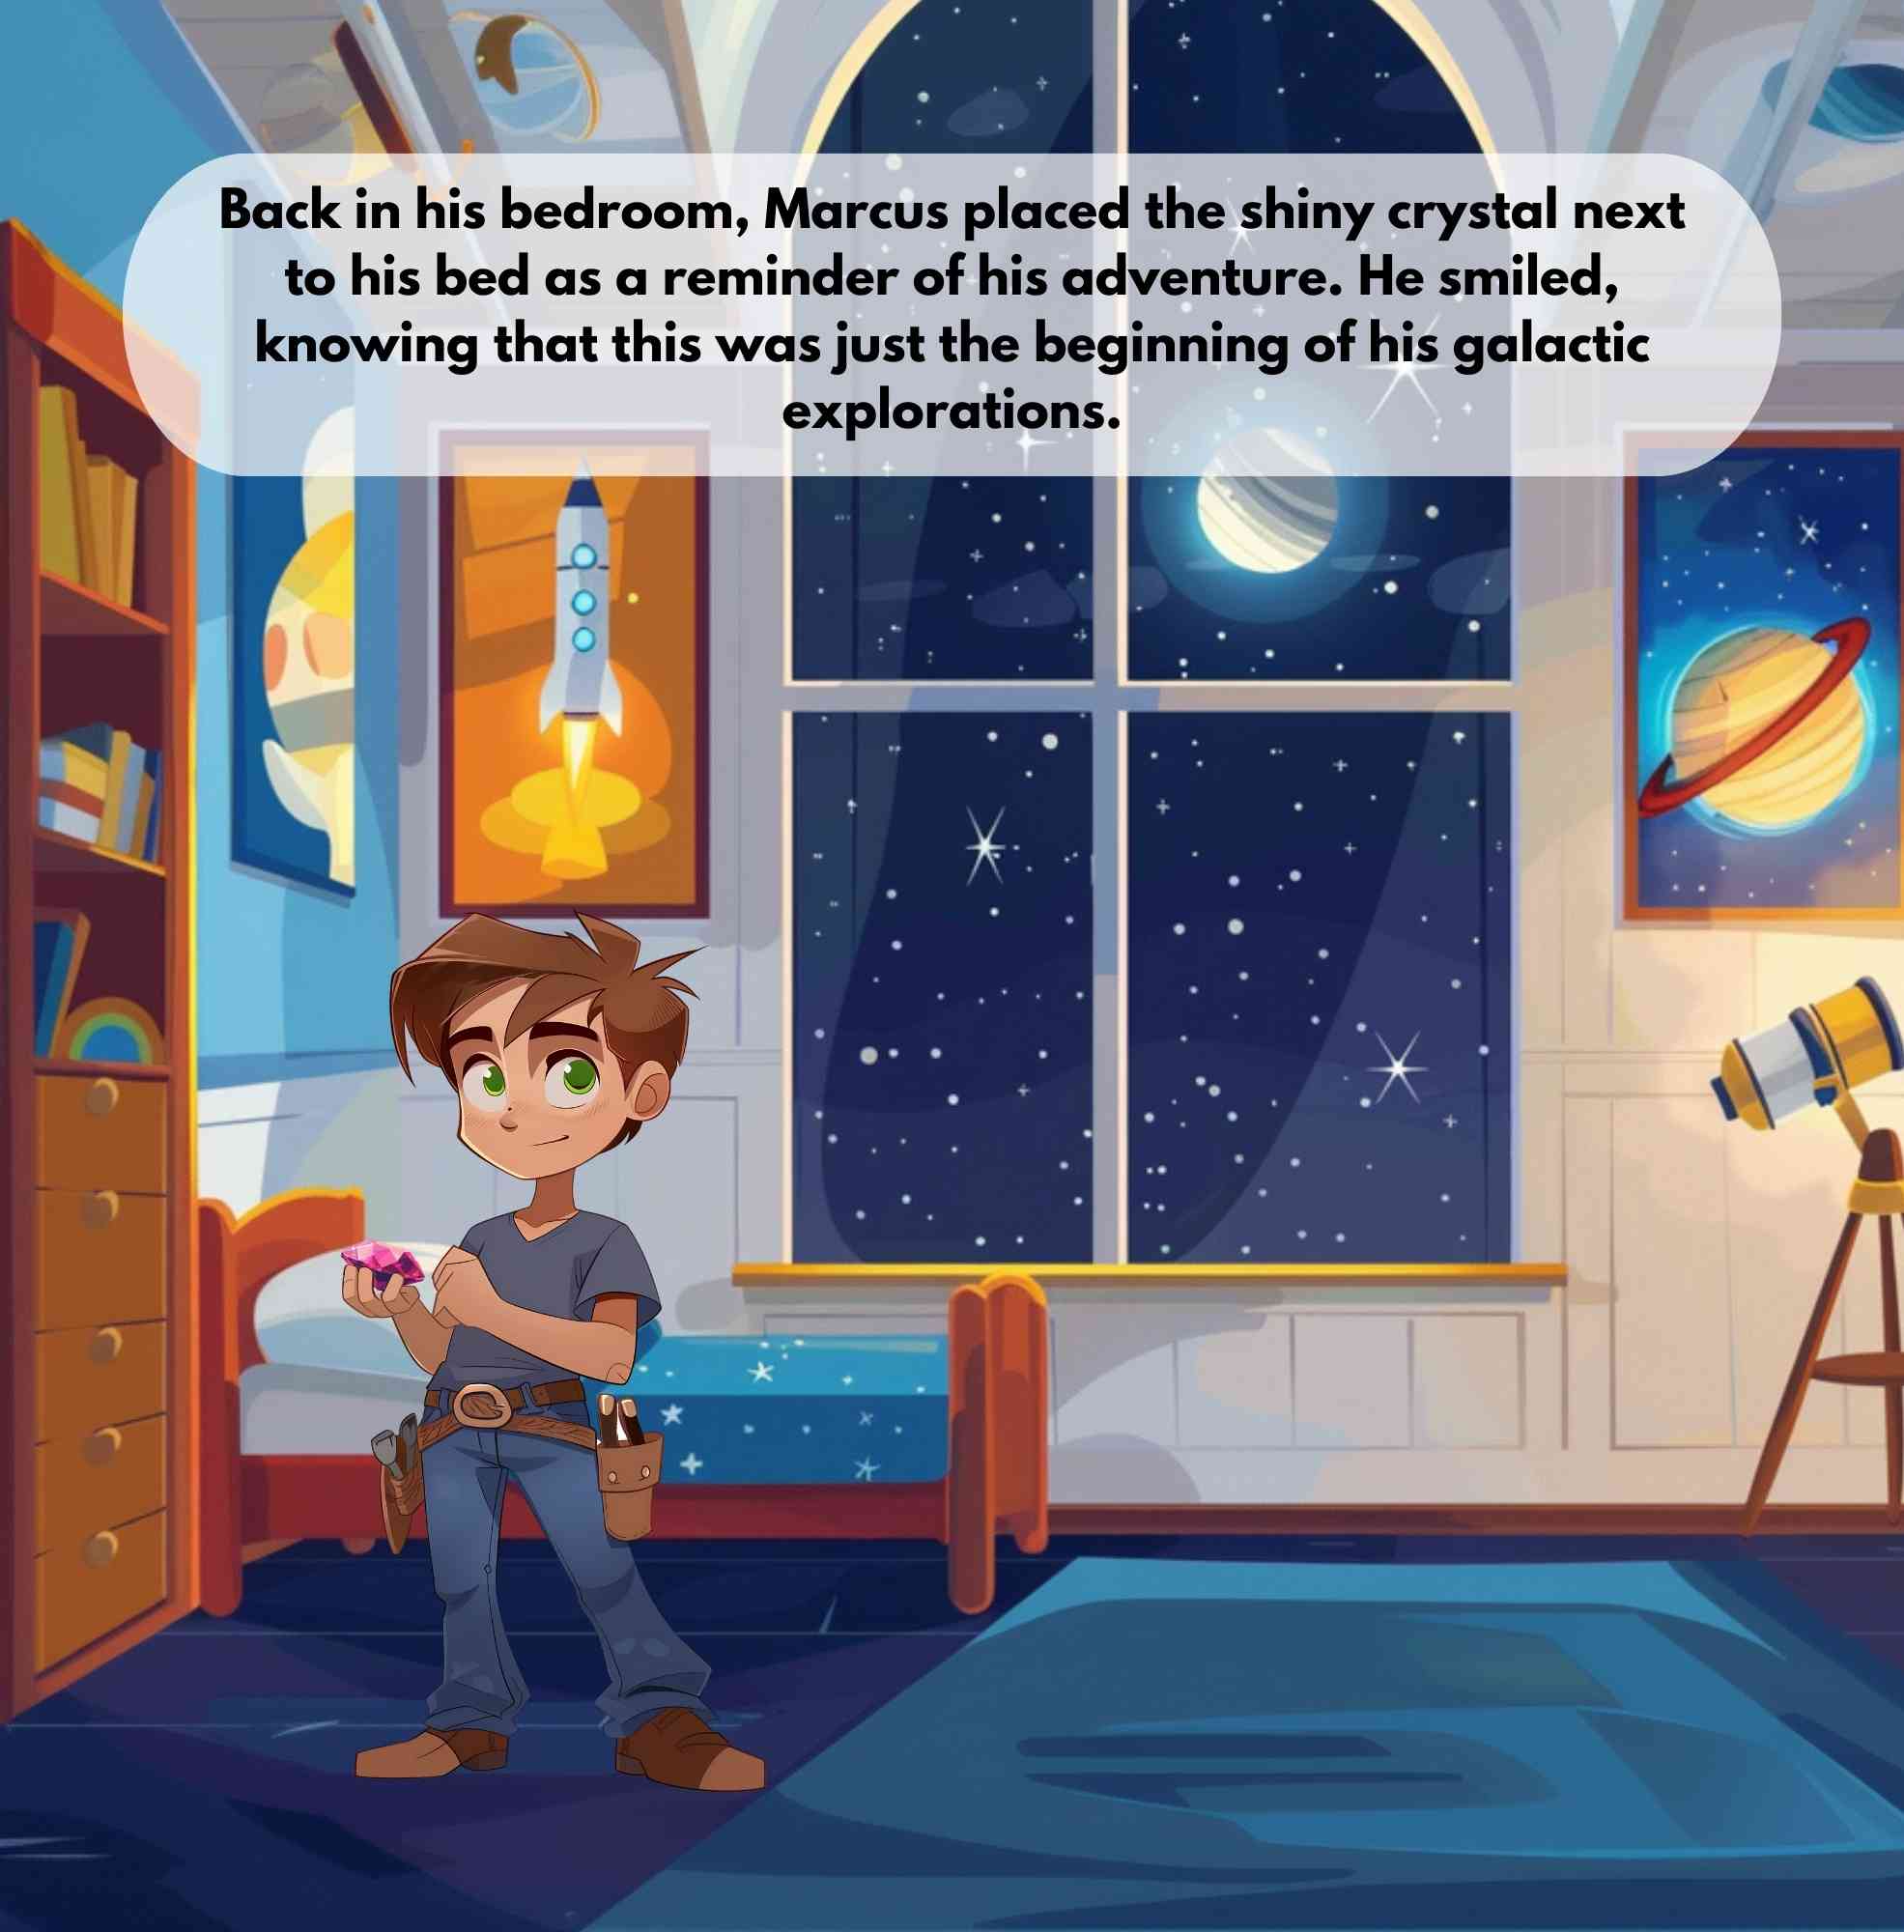 Back in his bedroom, Marcus placed the shiny crystal next
to his bed as a reminder of his adventure. He smiled,
knowing that this was just the beginning of his galactic
explorations.